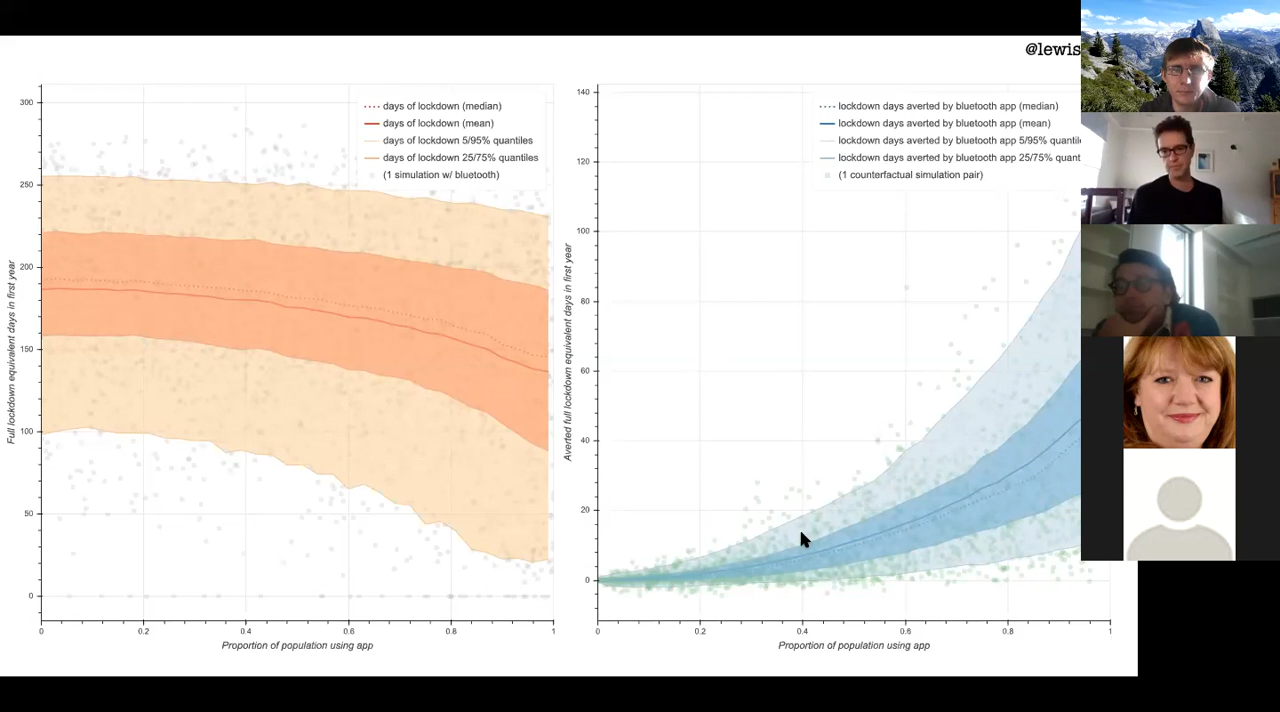 @lewis
300
250
200
150
100
50
0
Full lockdown equivalent days in first year
days of lockdown (median)
days of lockdown (mean)
days of lockdown 5/95% quantiles
days of lockdown 25/75% quantiles
(1 simulation w/ bluetooth)
0
0.2
0.4
0.6
0.8
1
Proportion of population using app
140
120
100
80
60
40
20
0
Averted full lockdown equivalent days in first year
lockdown days averted by bluetooth app (median)
lockdown days averted by bluetooth app (mean)
lockdown days averted by bluetooth app 5/95% quantile
lockdown days averted by bluetooth app 25/75% quant
(1 counterfactual simulation pair)
0
0.2
0.4
0.6
0.8
1
Proportion of population using app